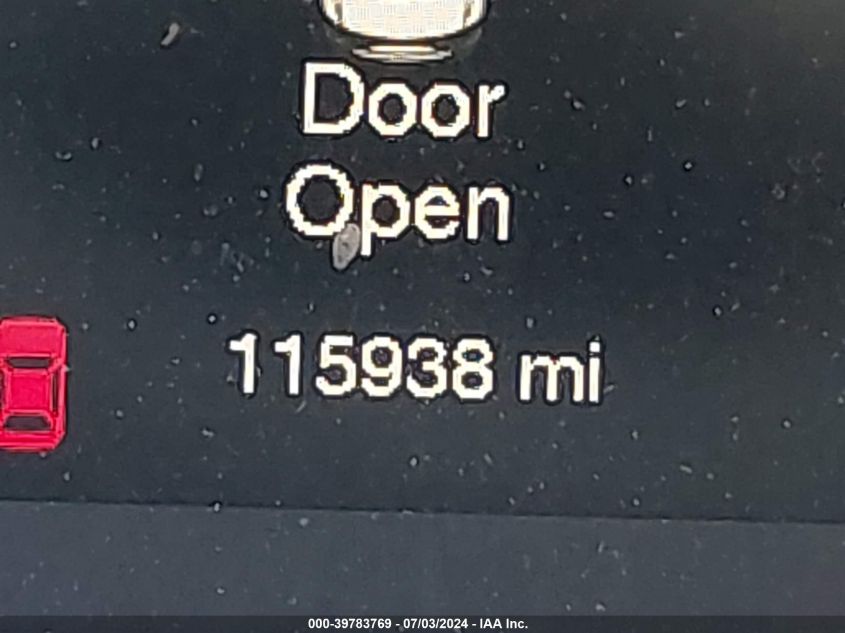 Door
Open
115938 mi
000-39783769 - 07/03/2024 - IAA Inc.